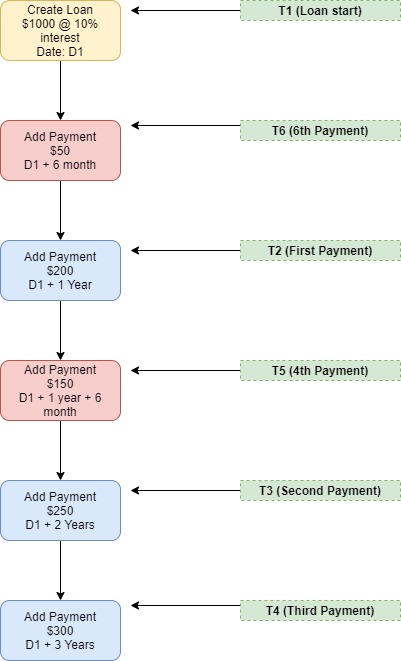 Create Loan
$1000 @ 10%
interest
Date: D1
T1 (Loan start)
Add Payment
$50
D1 + 6 month
T6 (6th Payment)
Add Payment
$200
D1 + 1 Year
T2 (First Payment)
Add Payment
$150
D1 + 1 year + 6
month
T5 (4th Payment)
Add Payment
$250
D1 + 2 Years
T3 (Second Payment)
Add Payment
$300
D1 + 3 Years
T4 (Third Payment)